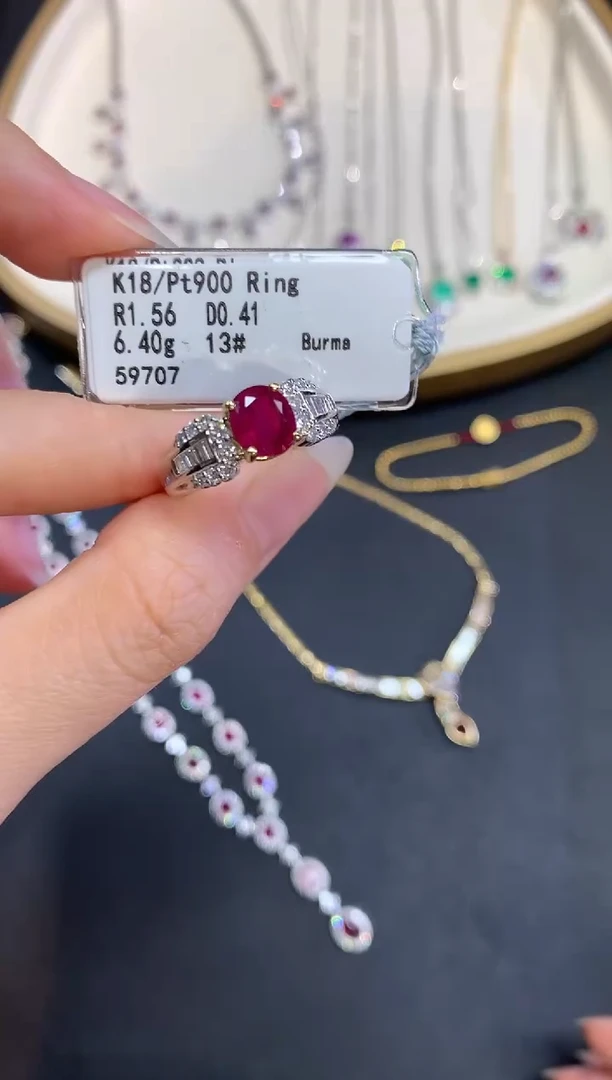 K18/Pt900 Ring
R1.56 D0.41
6.40g 13# Burma
59707